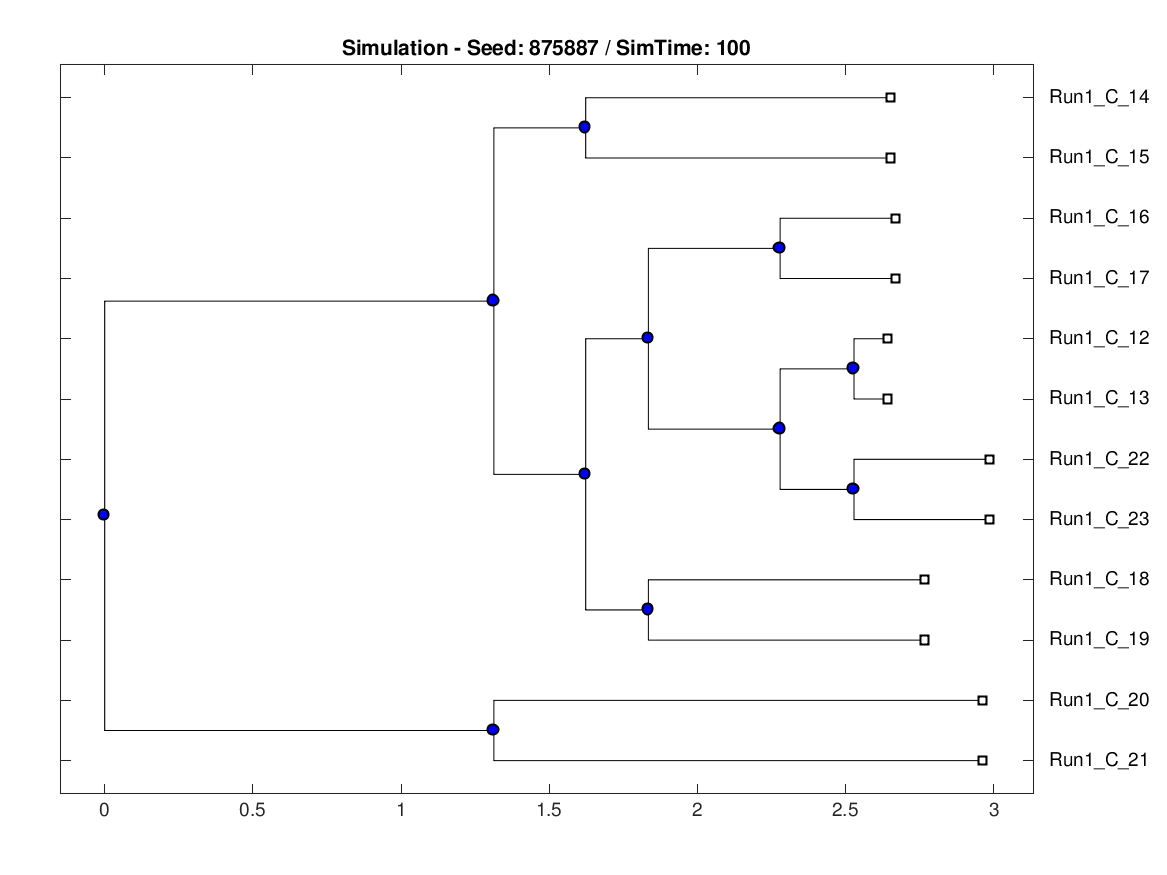 Simulation - Seed: 875887 / SimTime: 100
Run1_C_14
Run1_C_15
Run1_C_16
Run1_C_17
Run1_C_12
Run1_C_13
Run1_C_22
Run1_C_23
Run1_C_18
Run1_C_19
Run1_C_20
Run1_C_21
0 0.5 1 1.5 2 2.5 3